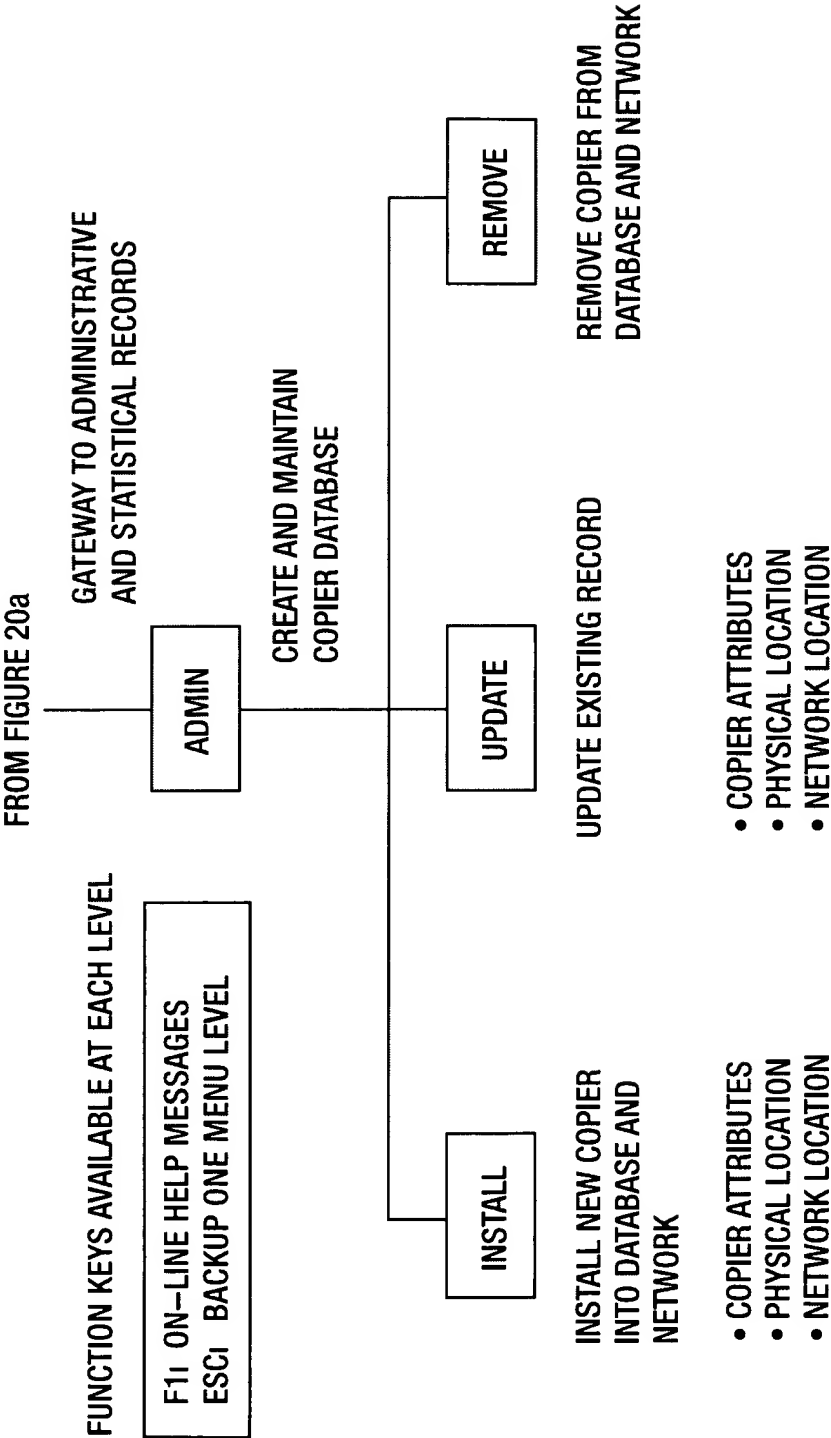 FROM FIGURE 20a
FUNCTION KEYS AVAILABLE AT EACH LEVEL
F1ı ON–LINE HELP MESSAGES
ESCı BACKUP ONE MENU LEVEL
GATEWAY TO ADMINISTRATIVE
AND STATISTICAL RECORDS
ADMIN
CREATE AND MAINTAIN
COPIER DATABASE
INSTALL
INSTALL NEW COPIER
INTO DATABASE AND
NETWORK
• COPIER ATTRIBUTES
• PHYSICAL LOCATION
• NETWORK LOCATION
UPDATE
UPDATE EXISTING RECORD
• COPIER ATTRIBUTES
• PHYSICAL LOCATION
• NETWORK LOCATION
REMOVE
REMOVE COPIER FROM
DATABASE AND NETWORK